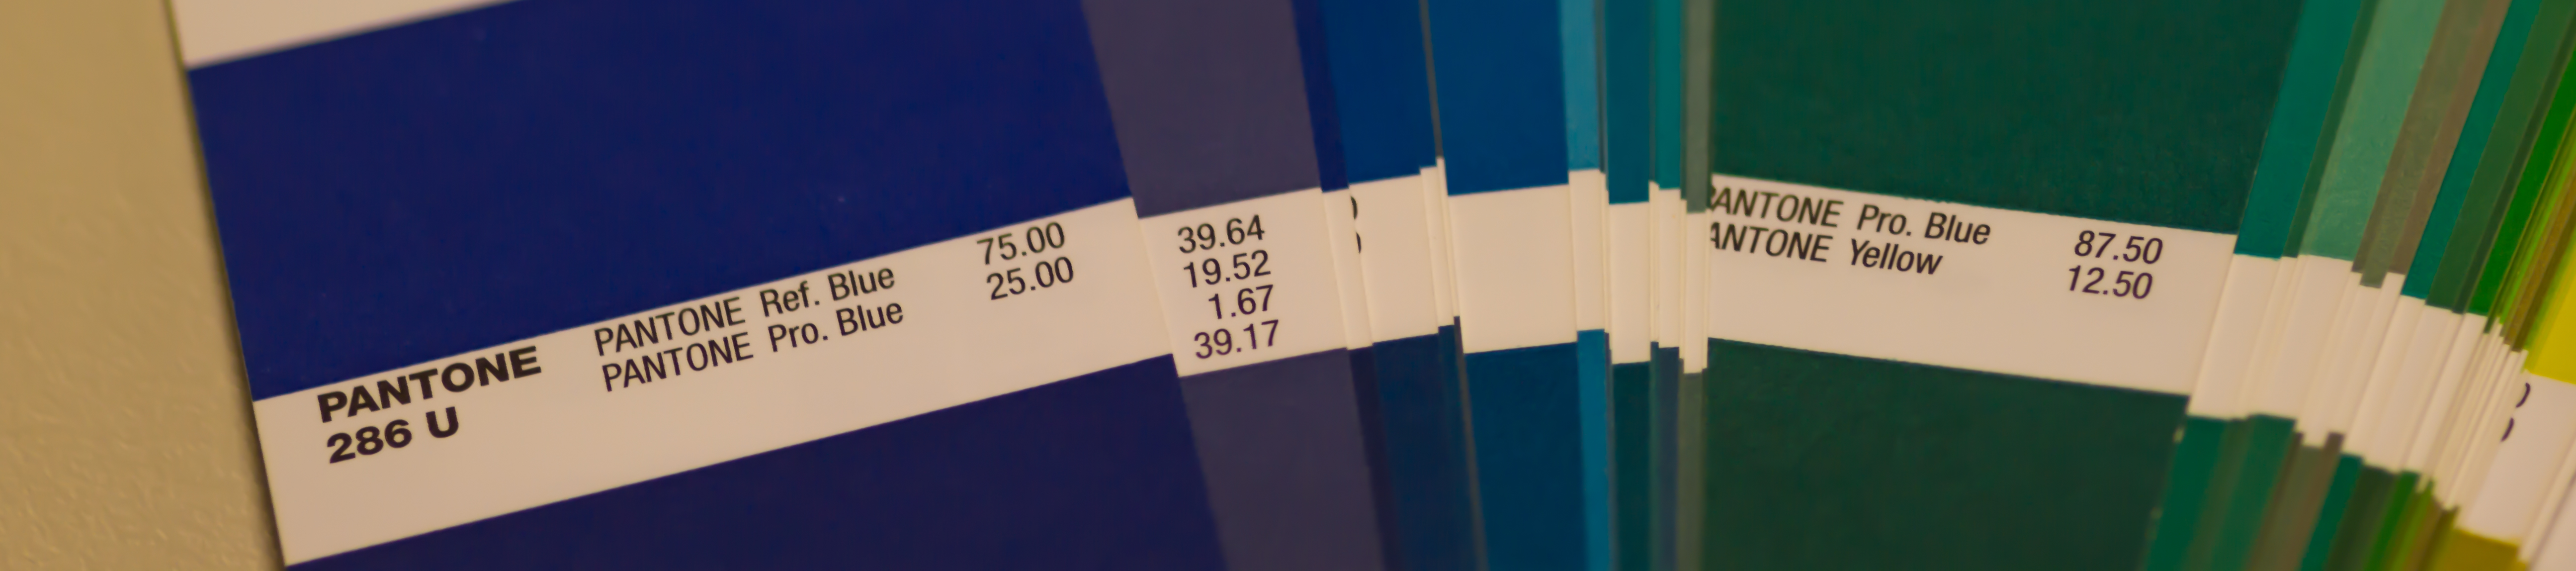 PANTONE
286 U
PANTONE Ref. Blue 75.00
PANTONE Pro. Blue 25.00
39.64
19.52
1.67
39.17
PANTONE Pro. Blue 87.50
ANTONE Yellow 12.50